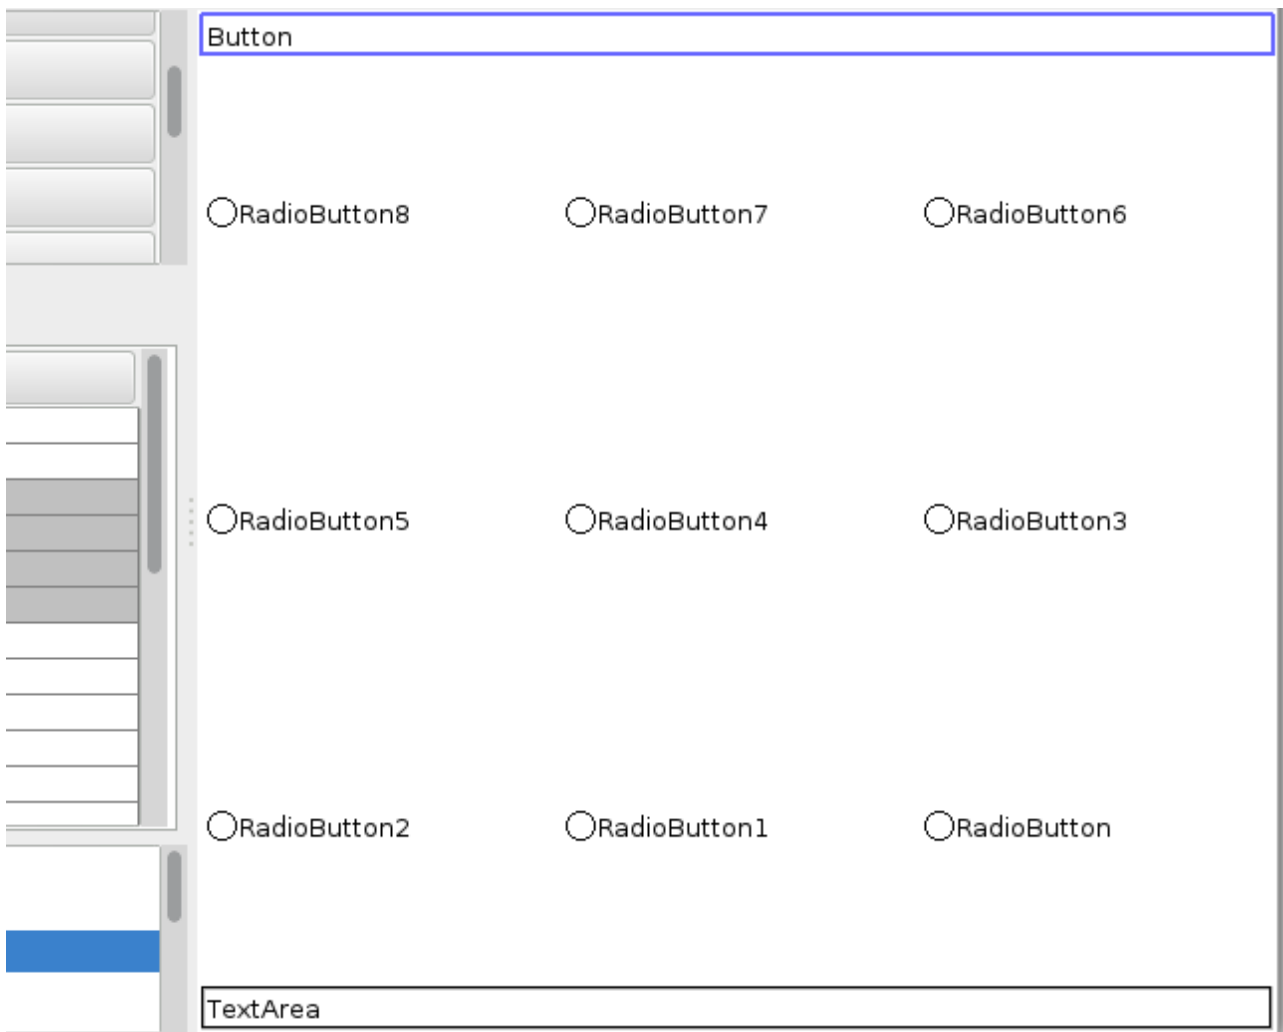 Button
RadioButton8 RadioButton7 RadioButton6
RadioButton5 RadioButton4 RadioButton3
RadioButton2 RadioButton1 RadioButton
TextArea